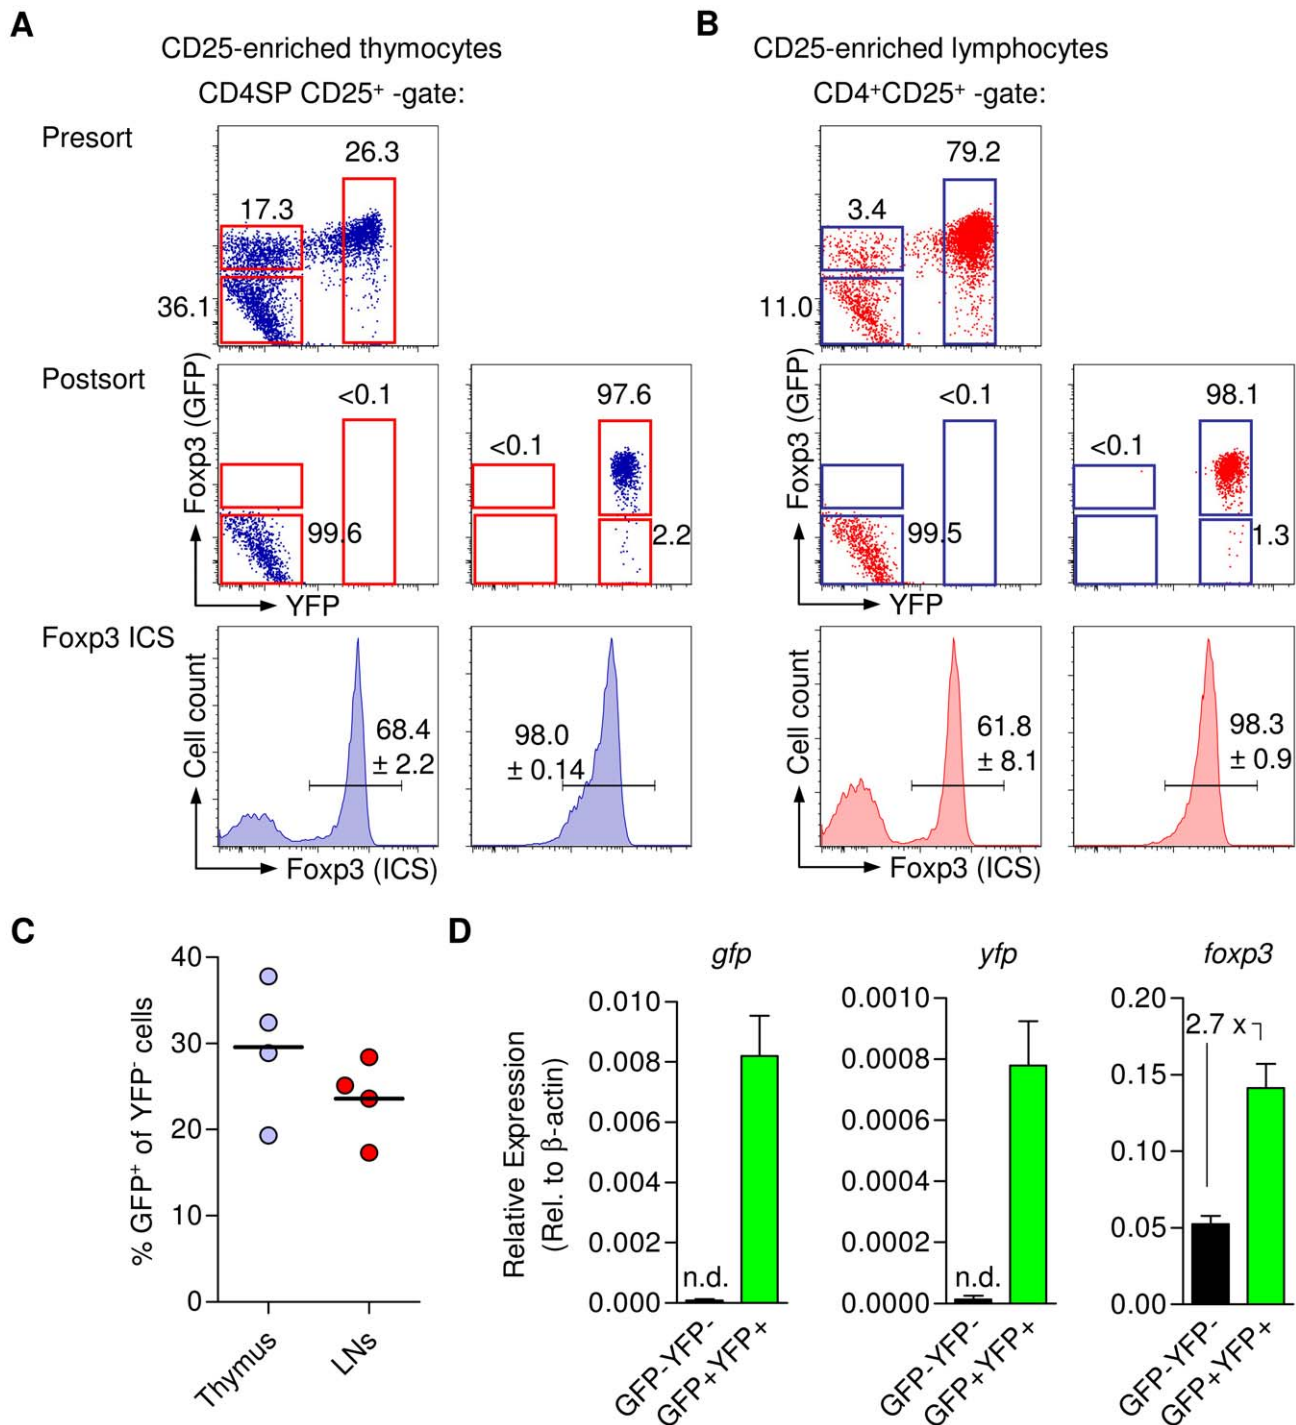 A
B
CD25-enriched thymocytes
CD25-enriched lymphocytes
CD4SP CD25⁺ -gate:
CD4⁺CD25⁺ -gate:
Presort
26.3
17.3
36.1
79.2
3.4
11.0
Postsort
<0.1
99.6
97.6
<0.1
2.2
<0.1
99.5
98.1
<0.1
1.3
Foxp3 (GFP)
YFP
Foxp3 (GFP)
YFP
Foxp3 ICS
Cell count
68.4
± 2.2
98.0
± 0.14
Foxp3 (ICS)
Cell count
61.8
± 8.1
98.3
± 0.9
Foxp3 (ICS)
C
% GFP⁺ of YFP⁻ cells
40
30
20
10
0
Thymus
LNs
D
Relative Expression
(Rel. to β-actin)
gfp
0.010
0.008
0.006
0.004
0.002
0.000
n.d.
GFP-YFP-
GFP+YFP+
yfp
0.0010
0.0008
0.0006
0.0004
0.0002
0.0000
n.d.
GFP-YFP-
GFP+YFP+
foxp3
0.20
0.15
0.10
0.05
0.00
2.7 x
GFP-YFP-
GFP+YFP+